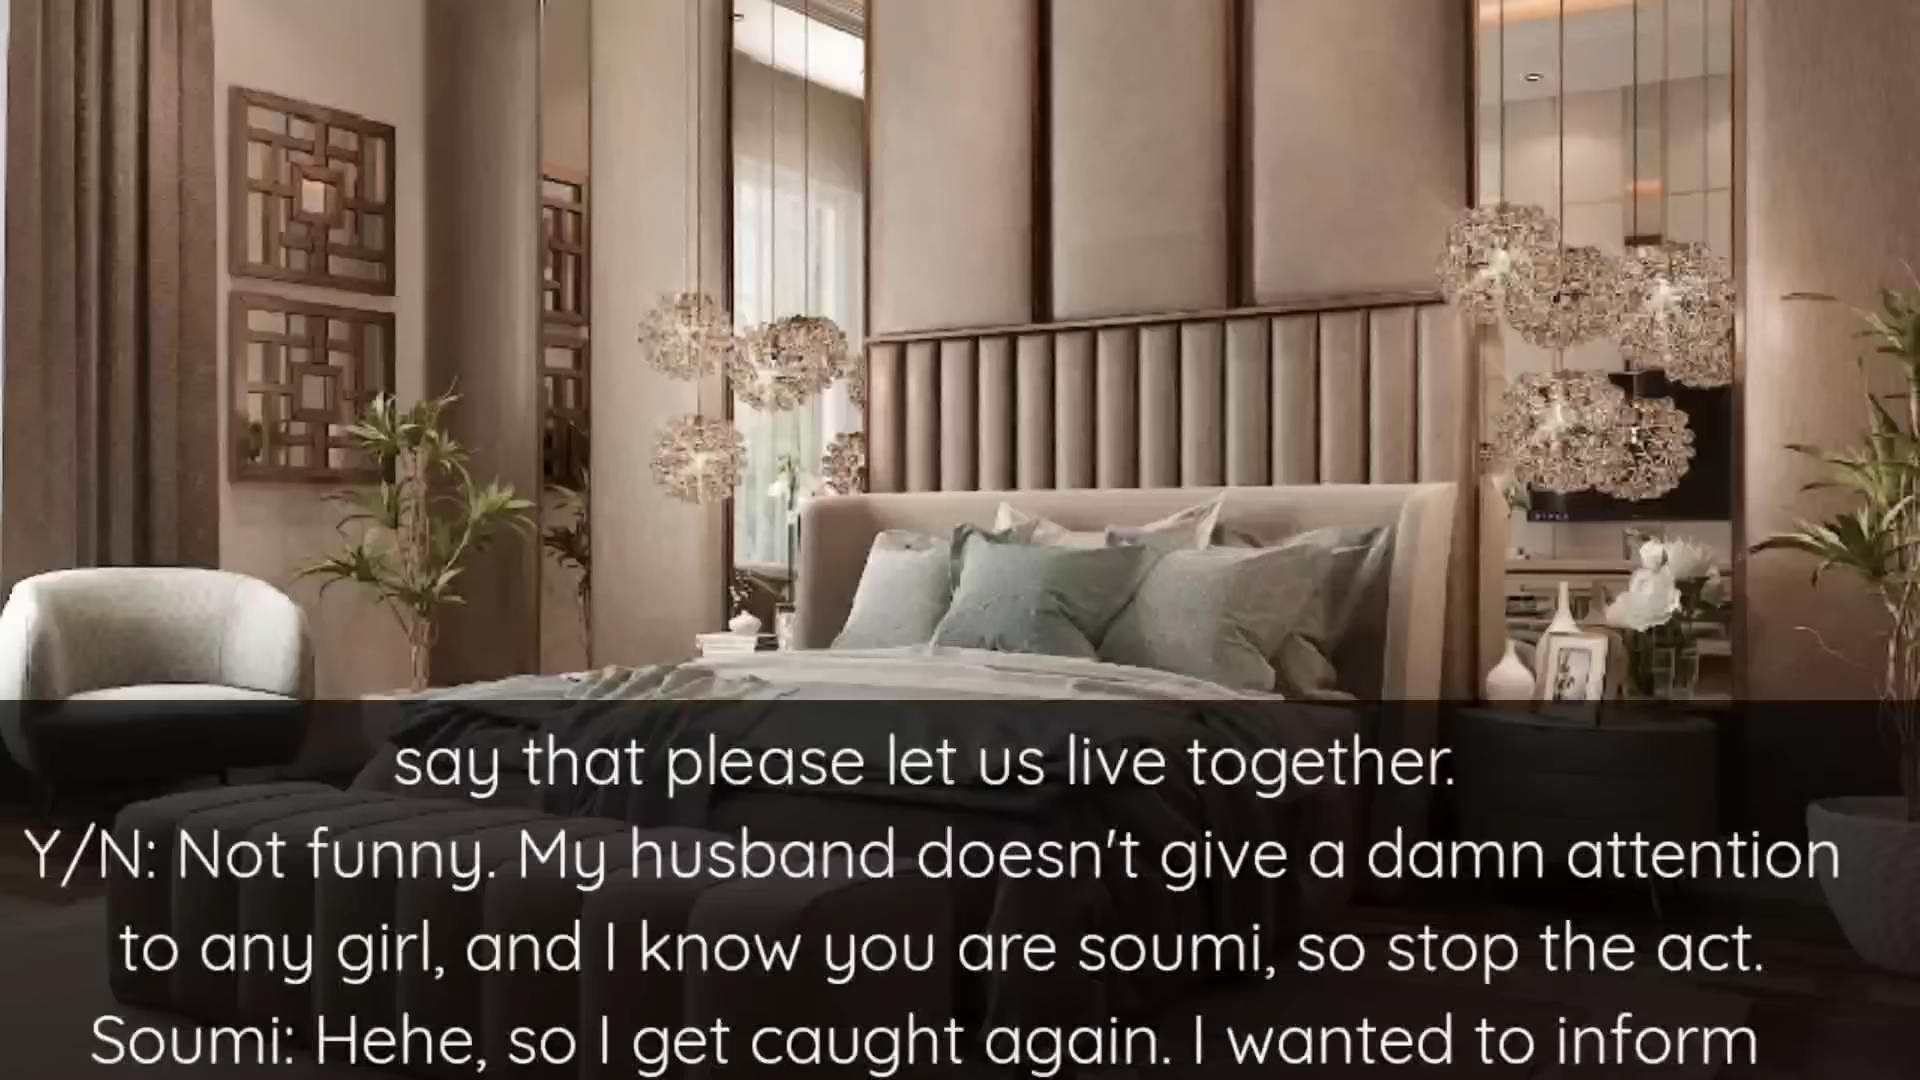 say that please let us live together.
Y/N: Not funny. My husband doesn't give a damn attention
to any girl, and I know you are soumi, so stop the act.
Soumi: Hehe, so I get caught again. I wanted to inform